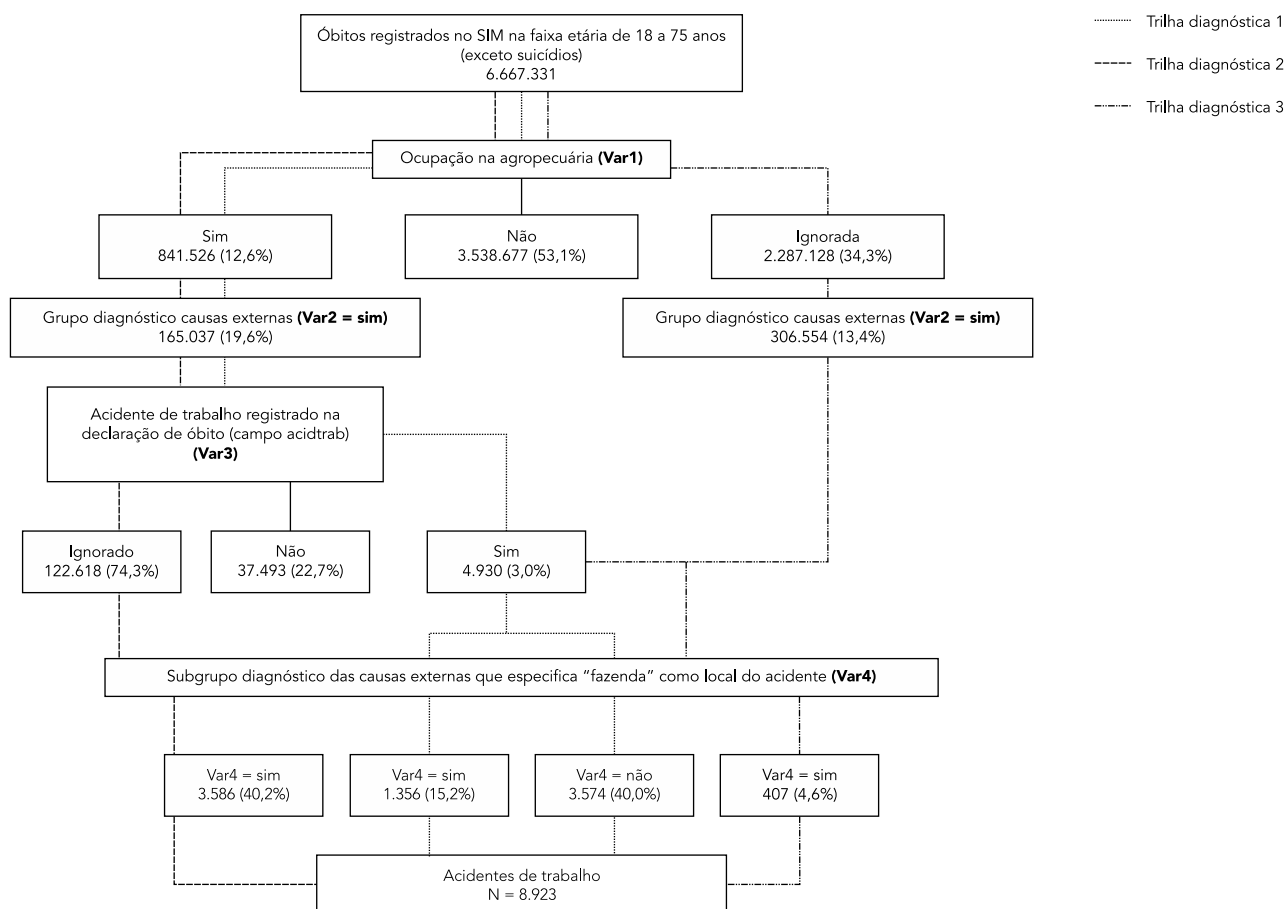 Óbitos registrados no SIM na faixa etária de 18 a 75 anos
(exceto suicídios)
6.667.331
Trilha diagnóstica 1
Trilha diagnóstica 2
Trilha diagnóstica 3
Ocupação na agropecuária (Var1)
Sim
841.526 (12,6%)
Não
3.538.677 (53,1%)
Ignorada
2.287.128 (34,3%)
Grupo diagnóstico causas externas (Var2 = sim)
165.037 (19,6%)
Grupo diagnóstico causas externas (Var2 = sim)
306.554 (13,4%)
Acidente de trabalho registrado na
declaração de óbito (campo acidtrab)
(Var3)
Ignorado
122.618 (74,3%)
Não
37.493 (22,7%)
Sim
4.930 (3,0%)
Subgrupo diagnóstico das causas externas que especifica “fazenda” como local do acidente (Var4)
Var4 = sim
3.586 (40,2%)
Var4 = sim
1.356 (15,2%)
Var4 = não
3.574 (40,0%)
Var4 = sim
407 (4,6%)
Acidentes de trabalho
N = 8.923